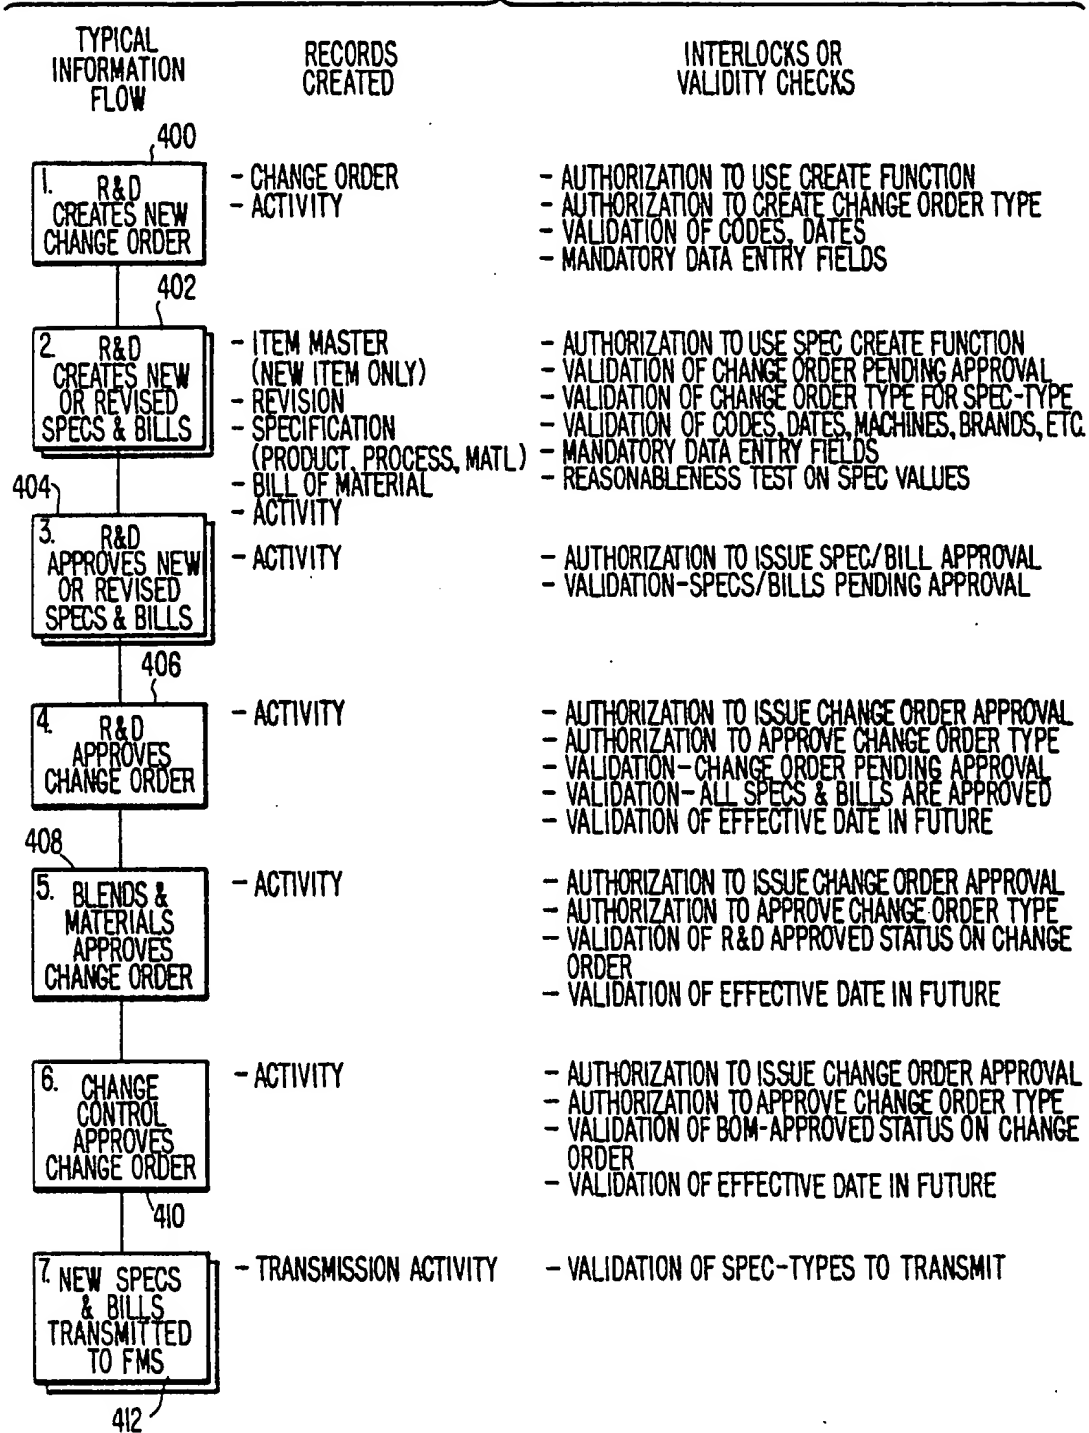 TYPICAL
INFORMATION
FLOW
RECORDS
CREATED
INTERLOCKS OR
VALIDITY CHECKS
400
1. R&D
CREATES NEW
CHANGE ORDER
- CHANGE ORDER
- ACTIVITY
- AUTHORIZATION TO USE CREATE FUNCTION
- AUTHORIZATION TO CREATE CHANGE ORDER TYPE
- VALIDATION OF CODES, DATES
- MANDATORY DATA ENTRY FIELDS
402
2. R&D
CREATES NEW
OR REVISED
SPECS & BILLS
- ITEM MASTER
(NEW ITEM ONLY)
- REVISION
- SPECIFICATION
(PRODUCT, PROCESS, MATL)
- BILL OF MATERIAL
- ACTIVITY
- AUTHORIZATION TO USE SPEC CREATE FUNCTION
- VALIDATION OF CHANGE ORDER PENDING APPROVAL
- VALIDATION OF CHANGE ORDER TYPE FOR SPEC-TYPE
- VALIDATION OF CODES, DATES, MACHINES, BRANDS, ETC.
- MANDATORY DATA ENTRY FIELDS
- REASONABLENESS TEST ON SPEC VALUES
404
3. R&D
APPROVES NEW
OR REVISED
SPECS & BILLS
- ACTIVITY
- AUTHORIZATION TO ISSUE SPEC/BILL APPROVAL
- VALIDATION-SPECS/BILLS PENDING APPROVAL
406
4. R&D
APPROVES
CHANGE ORDER
- ACTIVITY
- AUTHORIZATION TO ISSUE CHANGE ORDER APPROVAL
- AUTHORIZATION TO APPROVE CHANGE ORDER TYPE
- VALIDATION-CHANGE ORDER PENDING APPROVAL
- VALIDATION-ALL SPECS & BILLS ARE APPROVED
- VALIDATION OF EFFECTIVE DATE IN FUTURE
408
5. BLENDS &
MATERIALS
APPROVES
CHANGE ORDER
- ACTIVITY
- AUTHORIZATION TO ISSUE CHANGE ORDER APPROVAL
- AUTHORIZATION TO APPROVE CHANGE ORDER TYPE
- VALIDATION OF R&D APPROVED STATUS ON CHANGE
ORDER
- VALIDATION OF EFFECTIVE DATE IN FUTURE
6. CHANGE
CONTROL
APPROVES
CHANGE ORDER
410
- ACTIVITY
- AUTHORIZATION TO ISSUE CHANGE ORDER APPROVAL
- AUTHORIZATION TO APPROVE CHANGE ORDER TYPE
- VALIDATION OF BOM-APPROVED STATUS ON CHANGE
ORDER
- VALIDATION OF EFFECTIVE DATE IN FUTURE
7. NEW SPECS
& BILLS
TRANSMITTED
TO FMS
412
- TRANSMISSION ACTIVITY
- VALIDATION OF SPEC-TYPES TO TRANSMIT